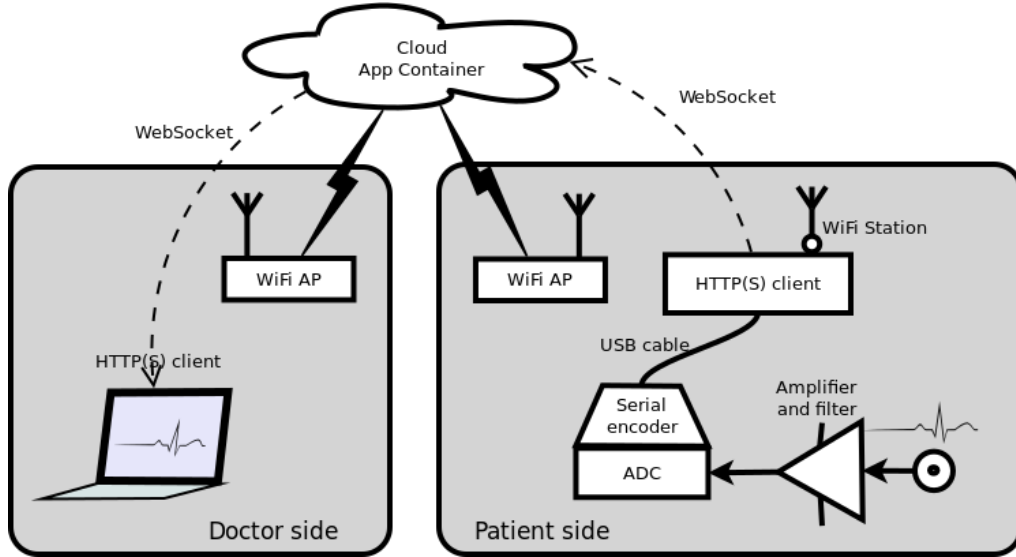 Cloud
App Container
WebSocket
WebSocket
WiFi AP
HTTP(S) client
Doctor side
WiFi AP
WiFi Station
HTTP(S) client
USB cable
Serial
encoder
ADC
Amplifier
and filter
Patient side